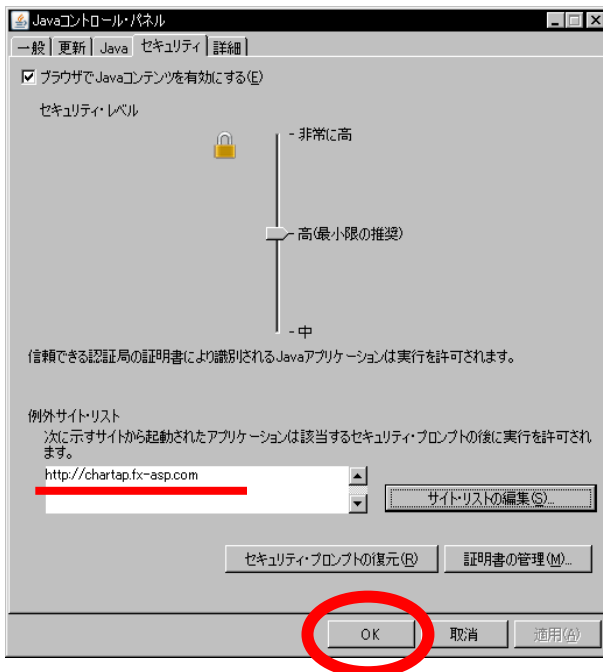 Javaコントロール・パネル
一般 更新 Java セキュリティ 詳細
ブラウザでJavaコンテンツを有効にする(E)
セキュリティ・レベル
- 非常に高
- 高(最小限の推奨)
- 中
信頼できる認証局の証明書により識別されるJavaアプリケーションは実行を許可されます。
例外サイト・リスト
次に示すサイトから起動されたアプリケーションは該当するセキュリティ・プロンプトの後に実行を許可され
ます。
http://chartap.fx-asp.com
サイト・リストの編集(S)...
セキュリティ・プロンプトの復元(R) 証明書の管理(M)...
OK 取消 適用(A)